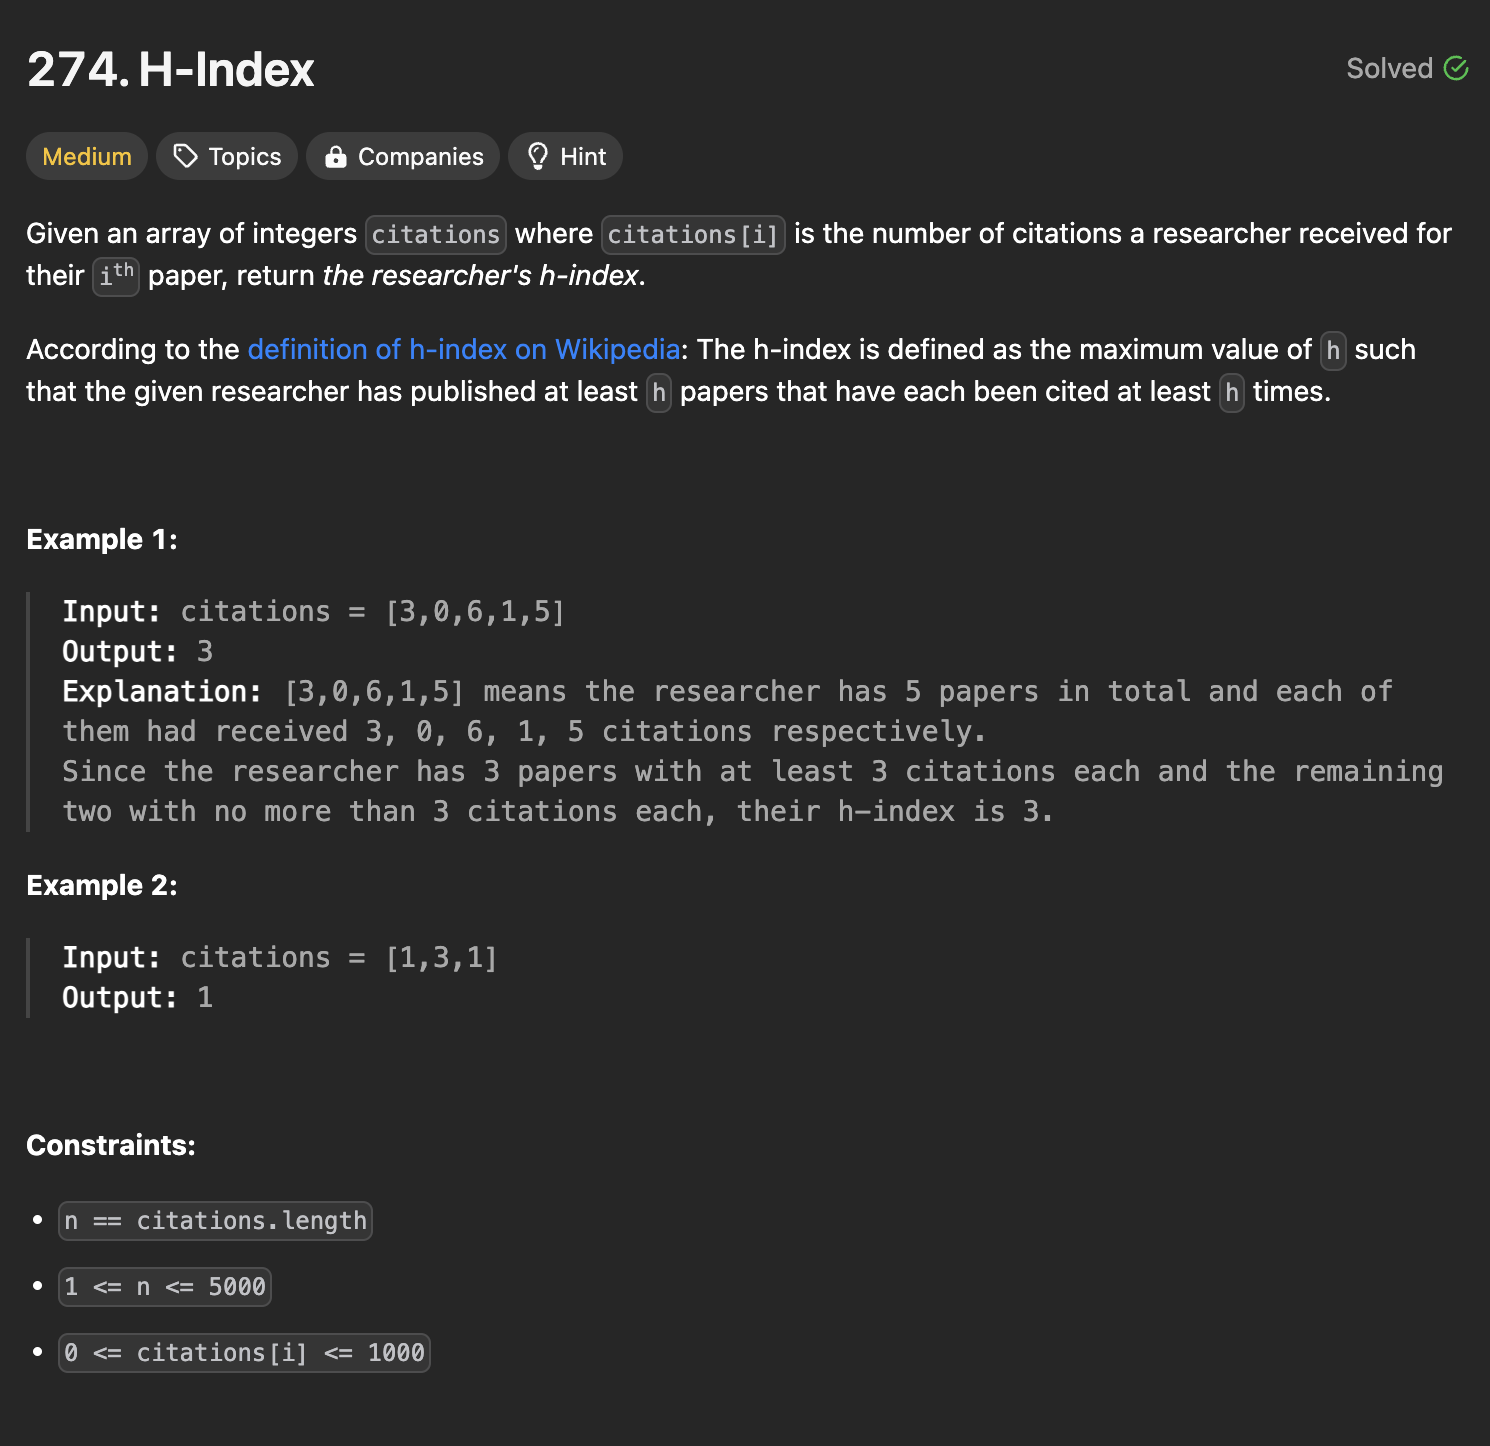 274. H-Index
Solved
Medium
Topics
Companies
Hint
Given an array of integers citations where citations[i] is the number of citations a researcher received for
their ith paper, return the researcher's h-index.
According to the definition of h-index on Wikipedia: The h-index is defined as the maximum value of h such
that the given researcher has published at least h papers that have each been cited at least h times.
Example 1:
Input: citations = [3,0,6,1,5]
Output: 3
Explanation: [3,0,6,1,5] means the researcher has 5 papers in total and each of
them had received 3, 0, 6, 1, 5 citations respectively.
Since the researcher has 3 papers with at least 3 citations each and the remaining
two with no more than 3 citations each, their h-index is 3.
Example 2:
Input: citations = [1,3,1]
Output: 1
Constraints:
• n == citations.length
• 1 <= n <= 5000
• 0 <= citations[i] <= 1000